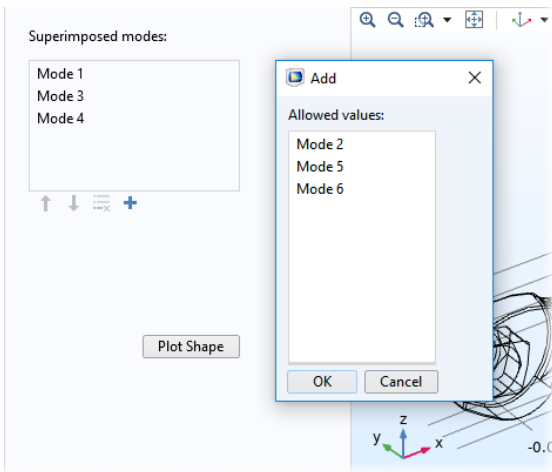 Superimposed modes:
Mode 1
Mode 3
Mode 4
Plot Shape
Add
Allowed values:
Mode 2
Mode 5
Mode 6
OK
Cancel
z
y
x